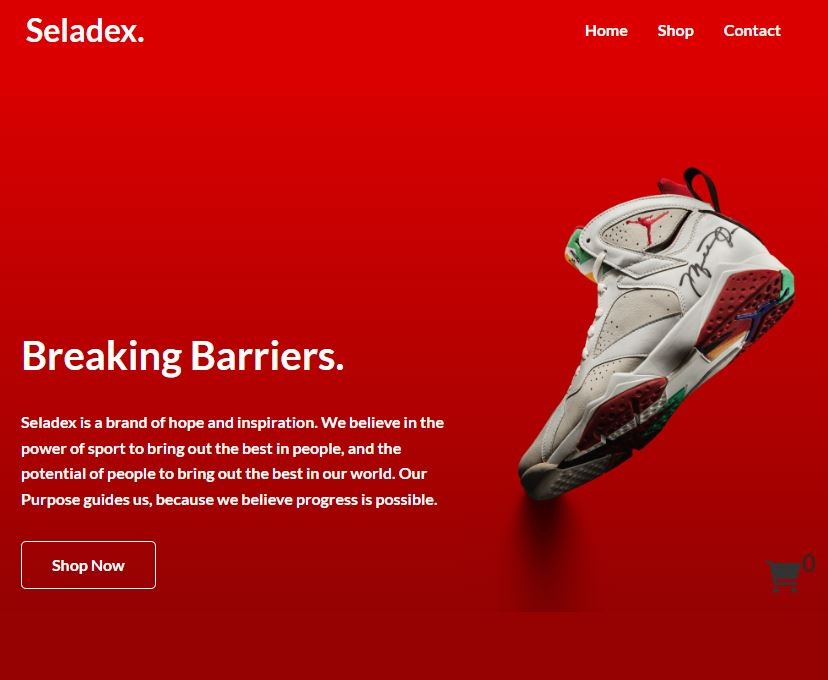 Seladex.
Home Shop Contact
Breaking Barriers.
Seladex is a brand of hope and inspiration. We believe in the
power of sport to bring out the best in people, and the
potential of people to bring out the best in our world. Our
Purpose guides us, because we believe progress is possible.
Shop Now
0